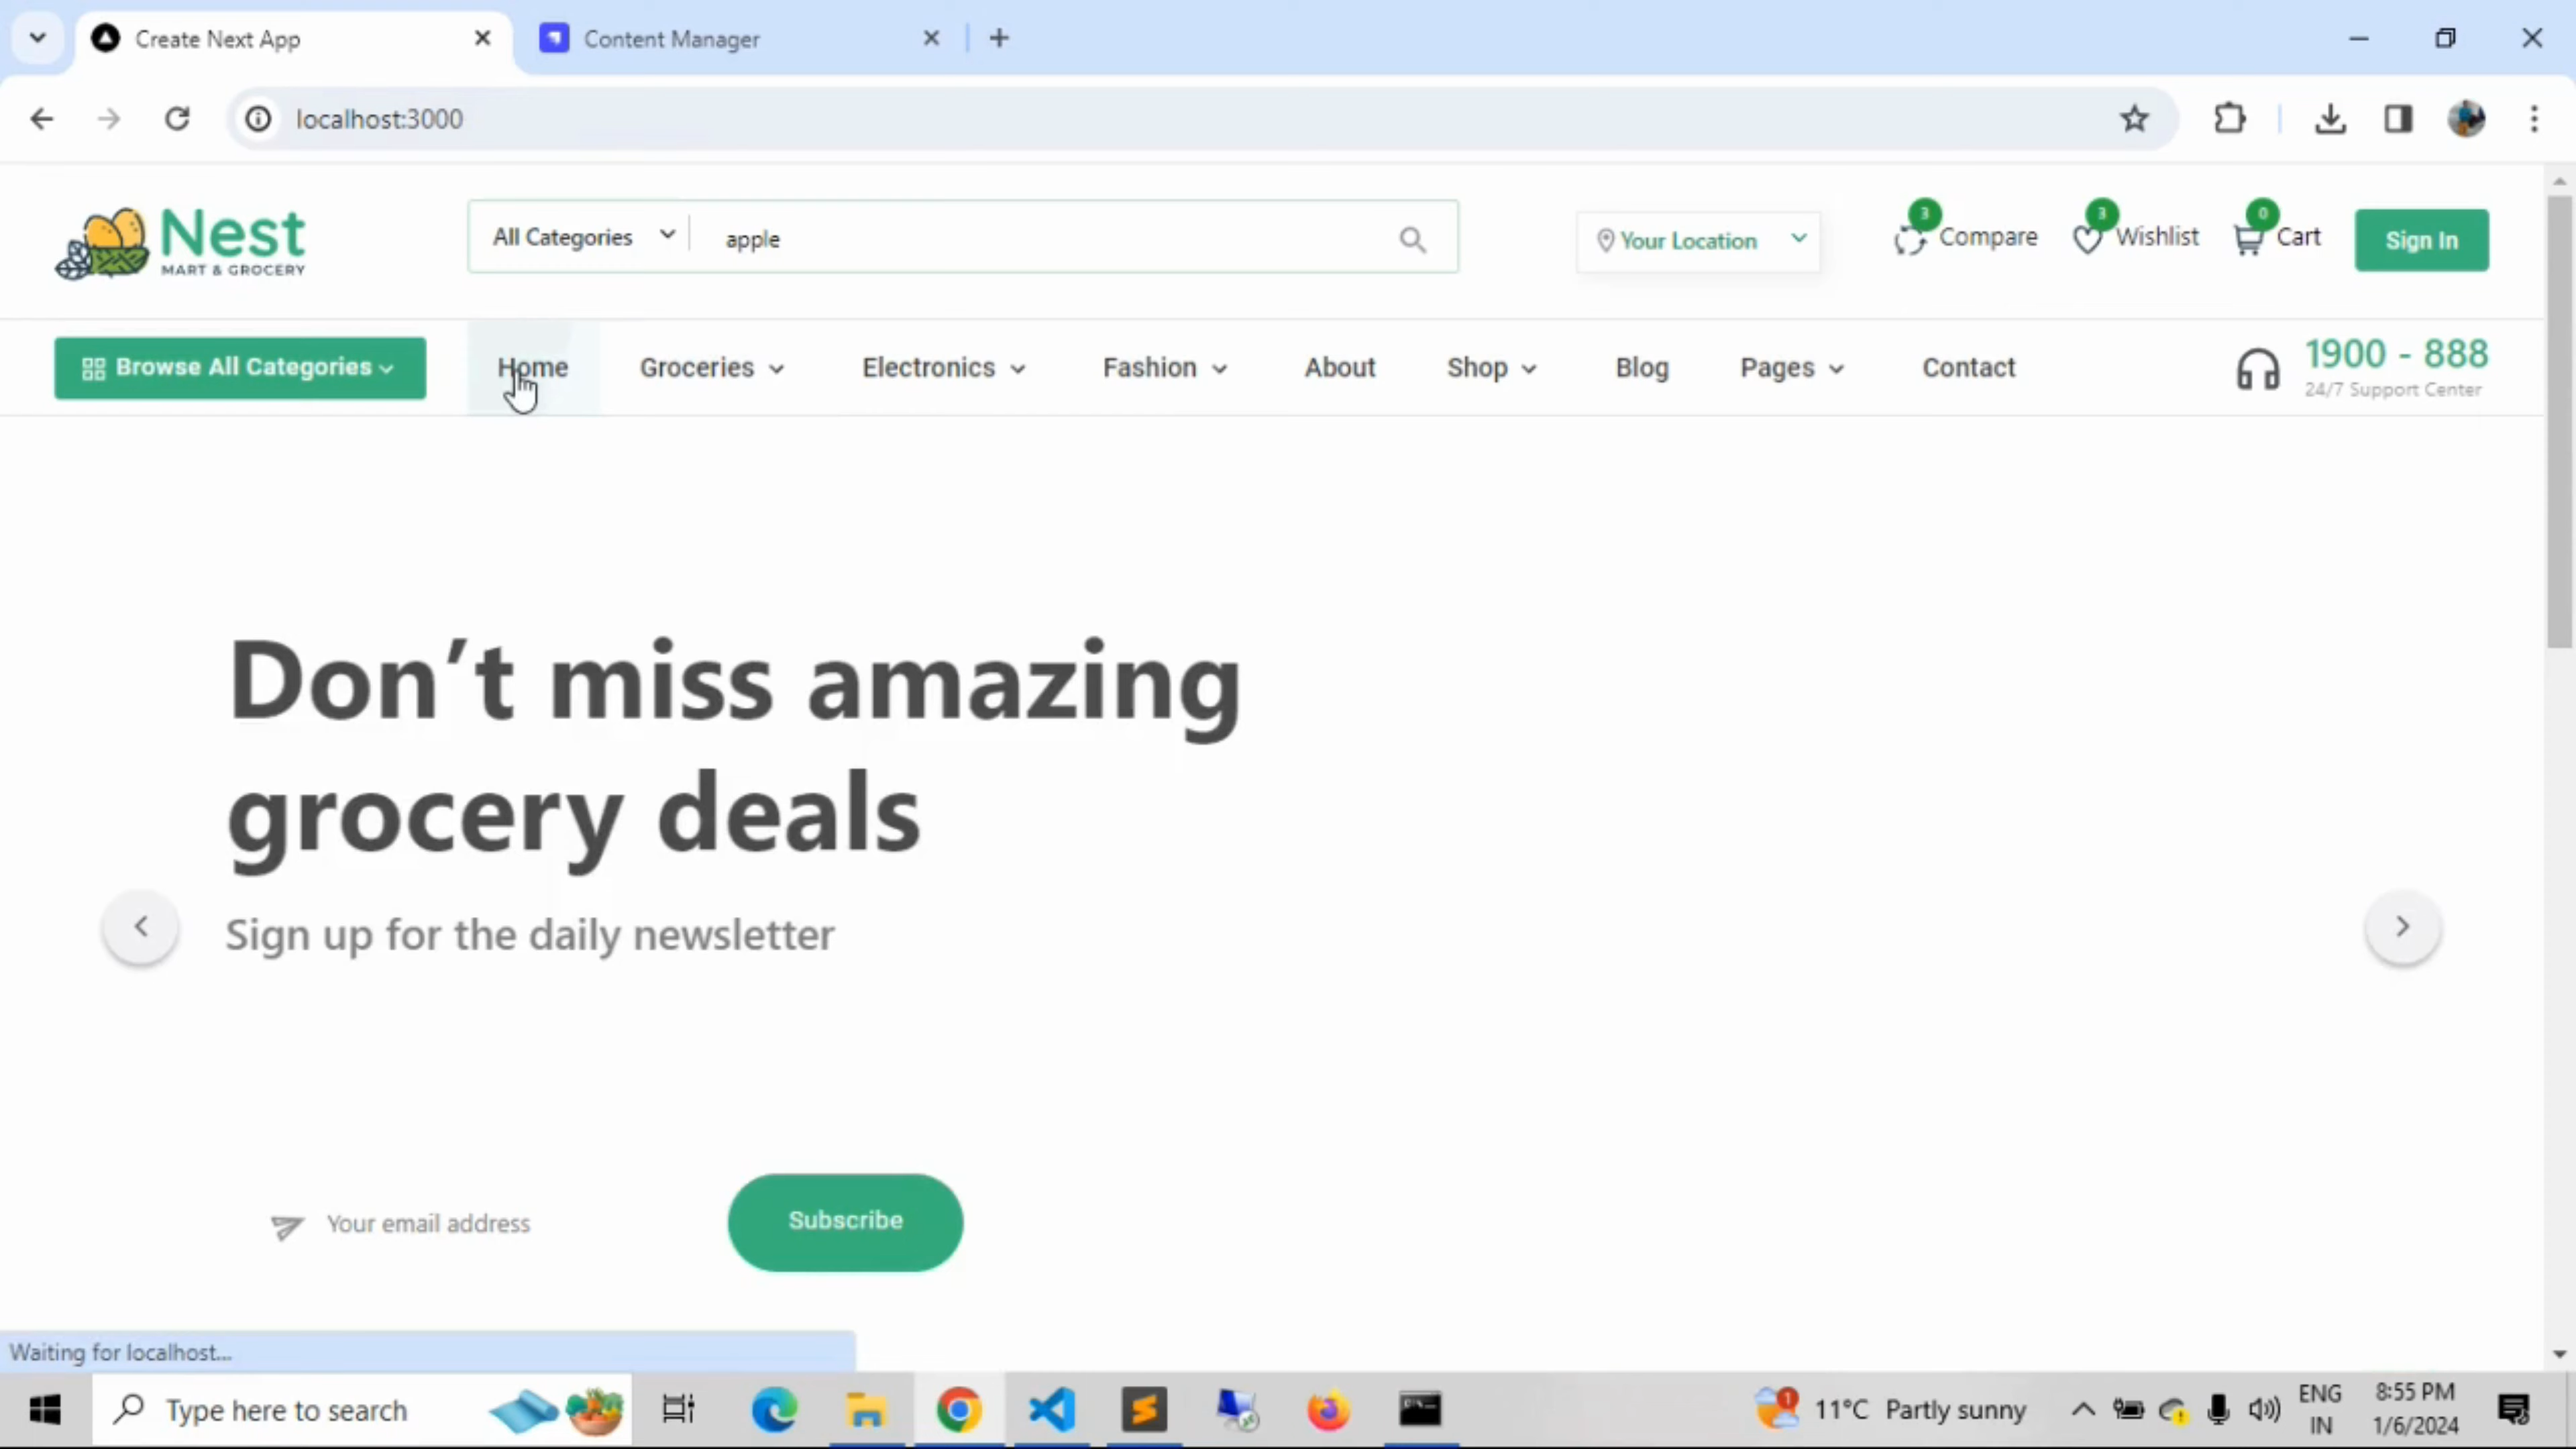 Create Next App
Content Manager
localhost:3000
Nest
MART & GROCERY
All Categories
apple
Your Location
3
Compare
3
Wishlist
0
Cart
Sign In
Browse All Categories
Home
Groceries
Electronics
Fashion
About
Shop
Blog
Pages
Contact
1900 - 888
24/7 Support Center
Don’t miss amazing
grocery deals
Sign up for the daily newsletter
Your email address
Subscribe
Waiting for localhost...
Type here to search
1
11°C Partly sunny
ENG
IN
8:55 PM
1/6/2024